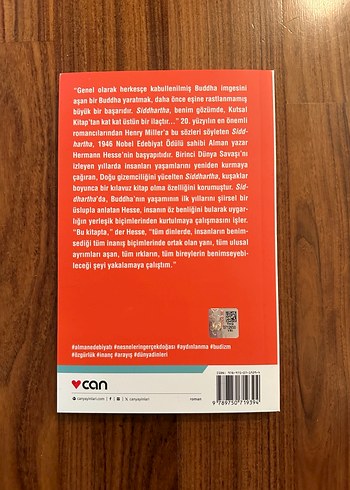 "Genel olarak herkesçe kabullenilmiş Buddha imgesini
aşan bir Buddha yaratmak, daha önce eşine rastlanmamış
büyük bir başarıdır. Siddhartha, benim gözümde, Kutsal
Kitap'tan kat kat üstün bir ilaçtır..." 20. yüzyılın en önemli
romancılarından Henry Miller'a bu sözleri söyleten Sidd-
hartha, 1946 Nobel Edebiyat Ödülü sahibi Alman yazar
Hermann Hesse'nin başyapıtıdır. Birinci Dünya Savaşı'nı
izleyen yıllarda insanları yaşamlarını yeniden kurmaya
çağıran, Doğu gizemciliğini yücelten Siddhartha, kuşaklar
boyunca bir kılavuz kitap olma özelliğini korumuştur. Sid-
dhartha'da, Buddha'nın yaşamının ilk yıllarını şiirsel bir
üslupla anlatan Hesse, insanın öz benliğini bularak uygar-
lığın yerleşik biçimlerinden kurtulmaya çalışmasını işler.
"Bu kitapta," der Hesse, "tüm dinlerde, insanların benim-
sediği tüm inanış biçimlerinde ortak olan yanı, tüm ulusal
ayrımları aşan, tüm ırkların, tüm bireylerin benimseyebi-
leceği şeyi yakalamaya çalıştım."
#almanedebiyatı #nesneleringerçekdoğası #aydınlanma #budizm
#özgürlük #inanç #arayış #dünyadinleri
can
canyayinlari.com
canyayinlari
roman
9 789750 719394